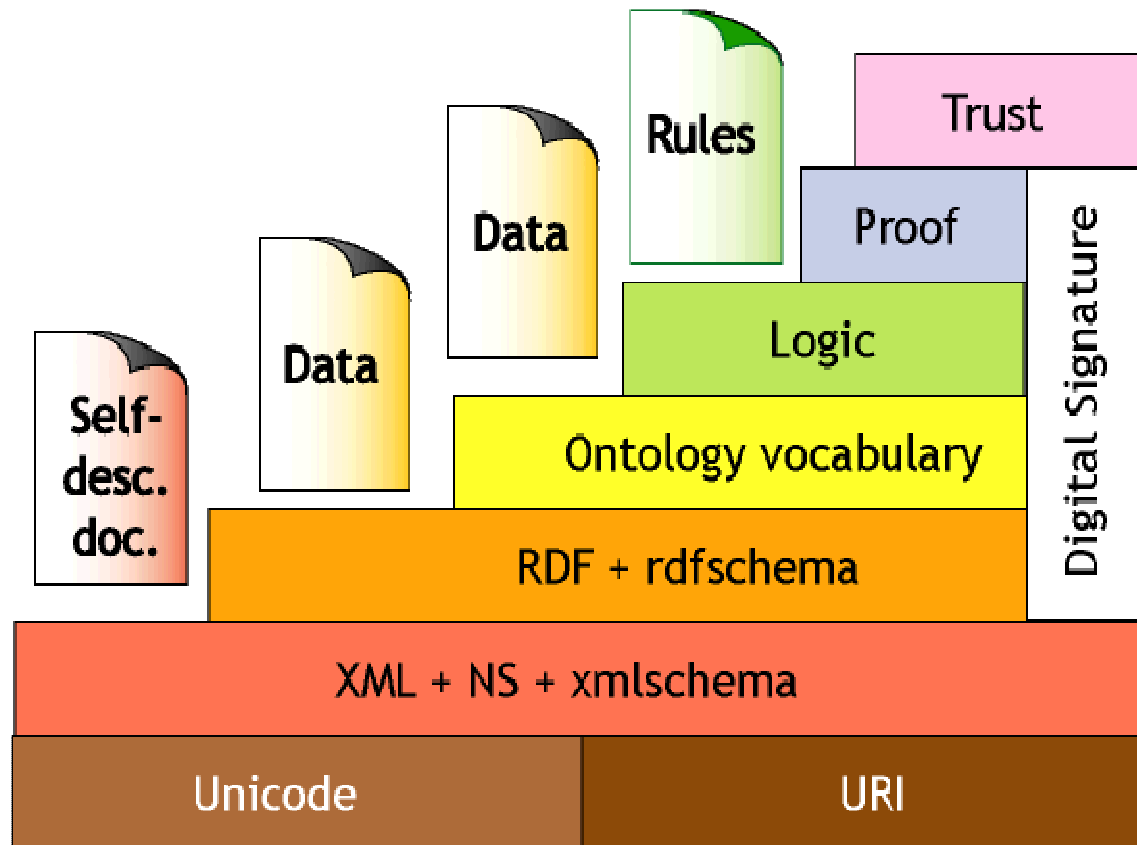 Rules
Trust
Data
Proof
Digital Signature
Data
Logic
Self-
desc.
doc.
Ontology vocabulary
RDF + rdfschema
XML + NS + xmlschema
Unicode
URI